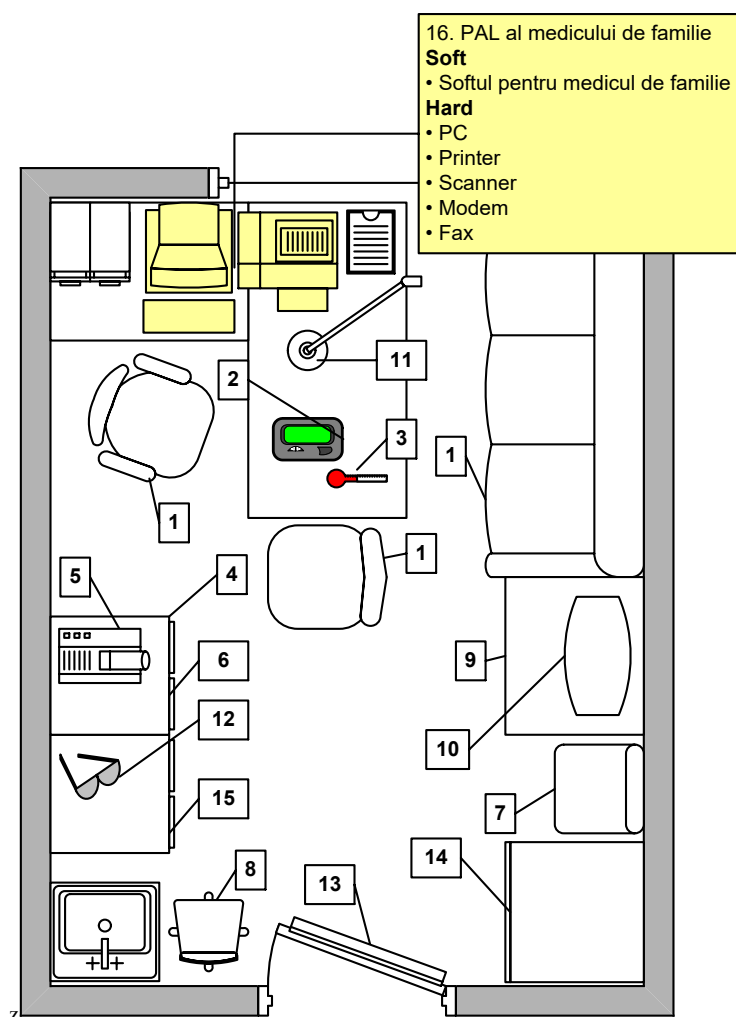 16. PAL al medicului de familie
Soft
• Softul pentru medicul de familie
Hard
• PC
• Printer
• Scanner
• Modem
• Fax
11
2
3
1
1
1
5
4
9
6
12
10
15
7
14
8
13
z